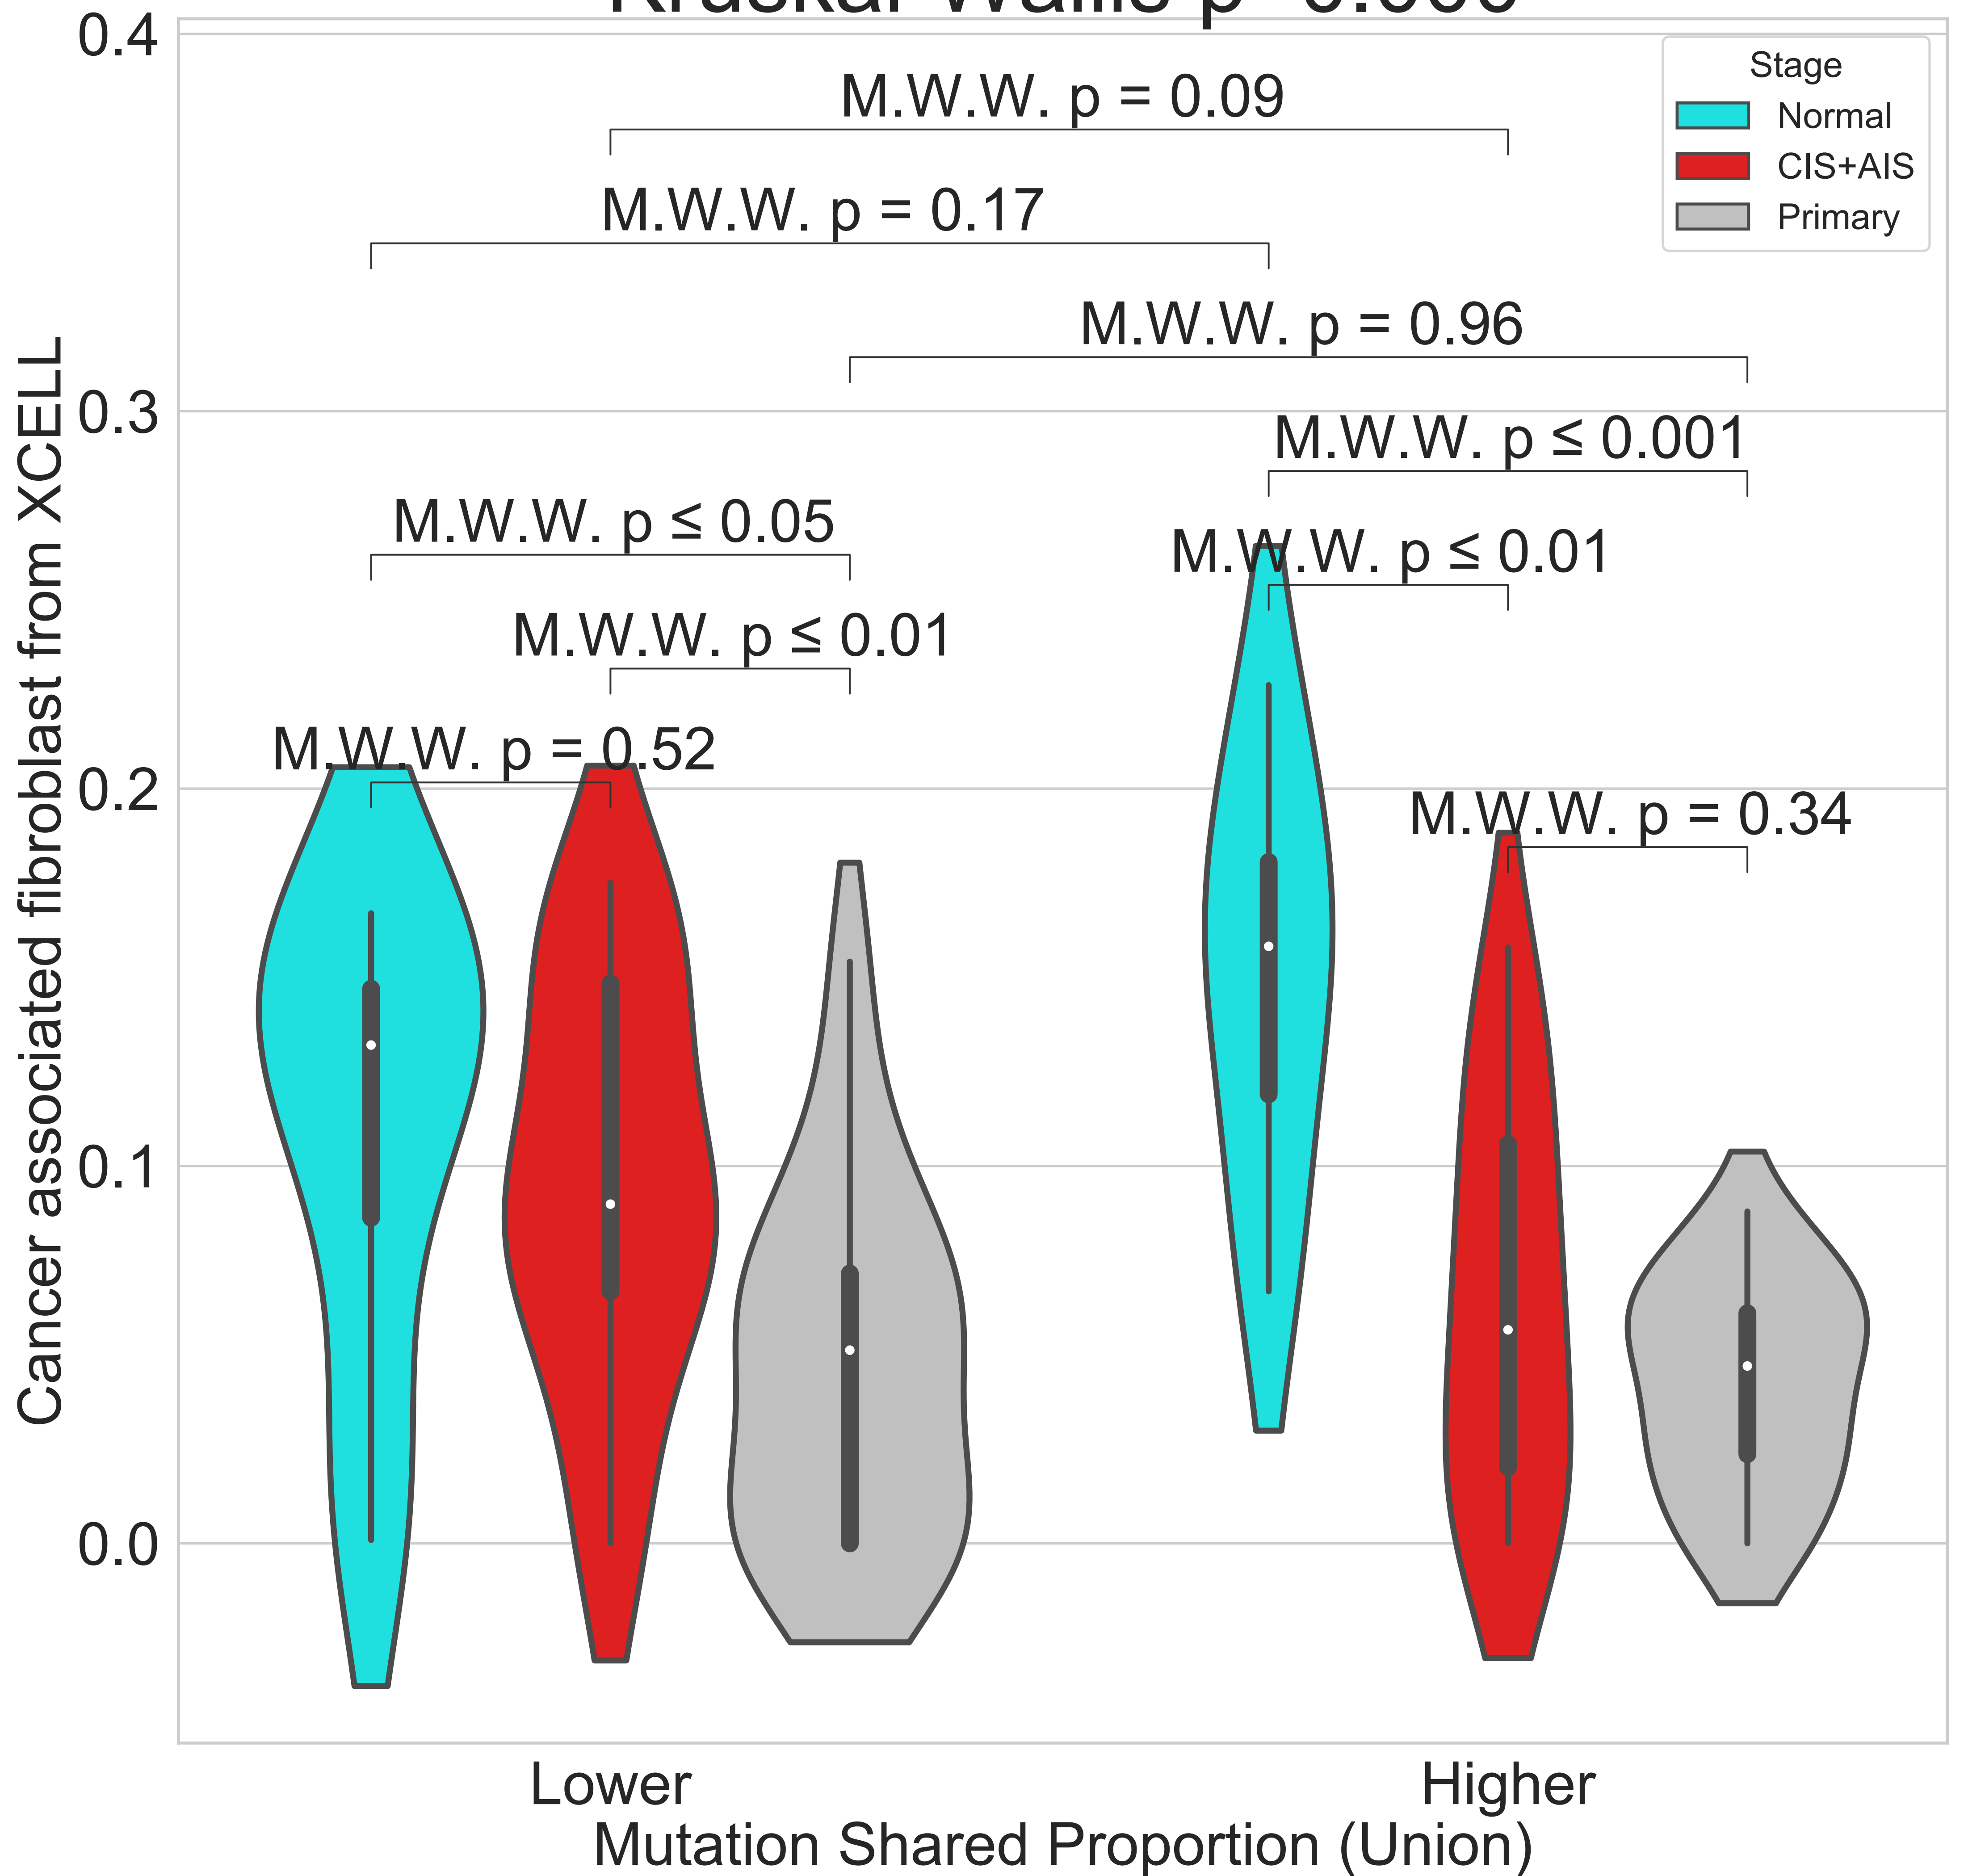 0.4
M.W.W. p = 0.09
Stage
Normal
CIS+AIS
Primary
M.W.W. p = 0.17
M.W.W. p = 0.96
0.3
M.W.W. p ≤ 0.001
M.W.W. p ≤ 0.05
M.W.W. p ≤ 0.01
M.W.W. p ≤ 0.01
M.W.W. p = 0.52
0.2
M.W.W. p = 0.34
0.1
0.0
Cancer associated fibroblast from XCELL
Lower
Higher
Mutation Shared Proportion (Union)